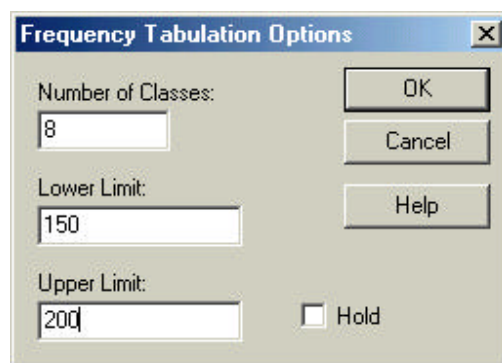 Frequency Tabulation Options
Number of Classes:
8
OK
Cancel
Lower Limit:
150
Help
Upper Limit:
200
Hold